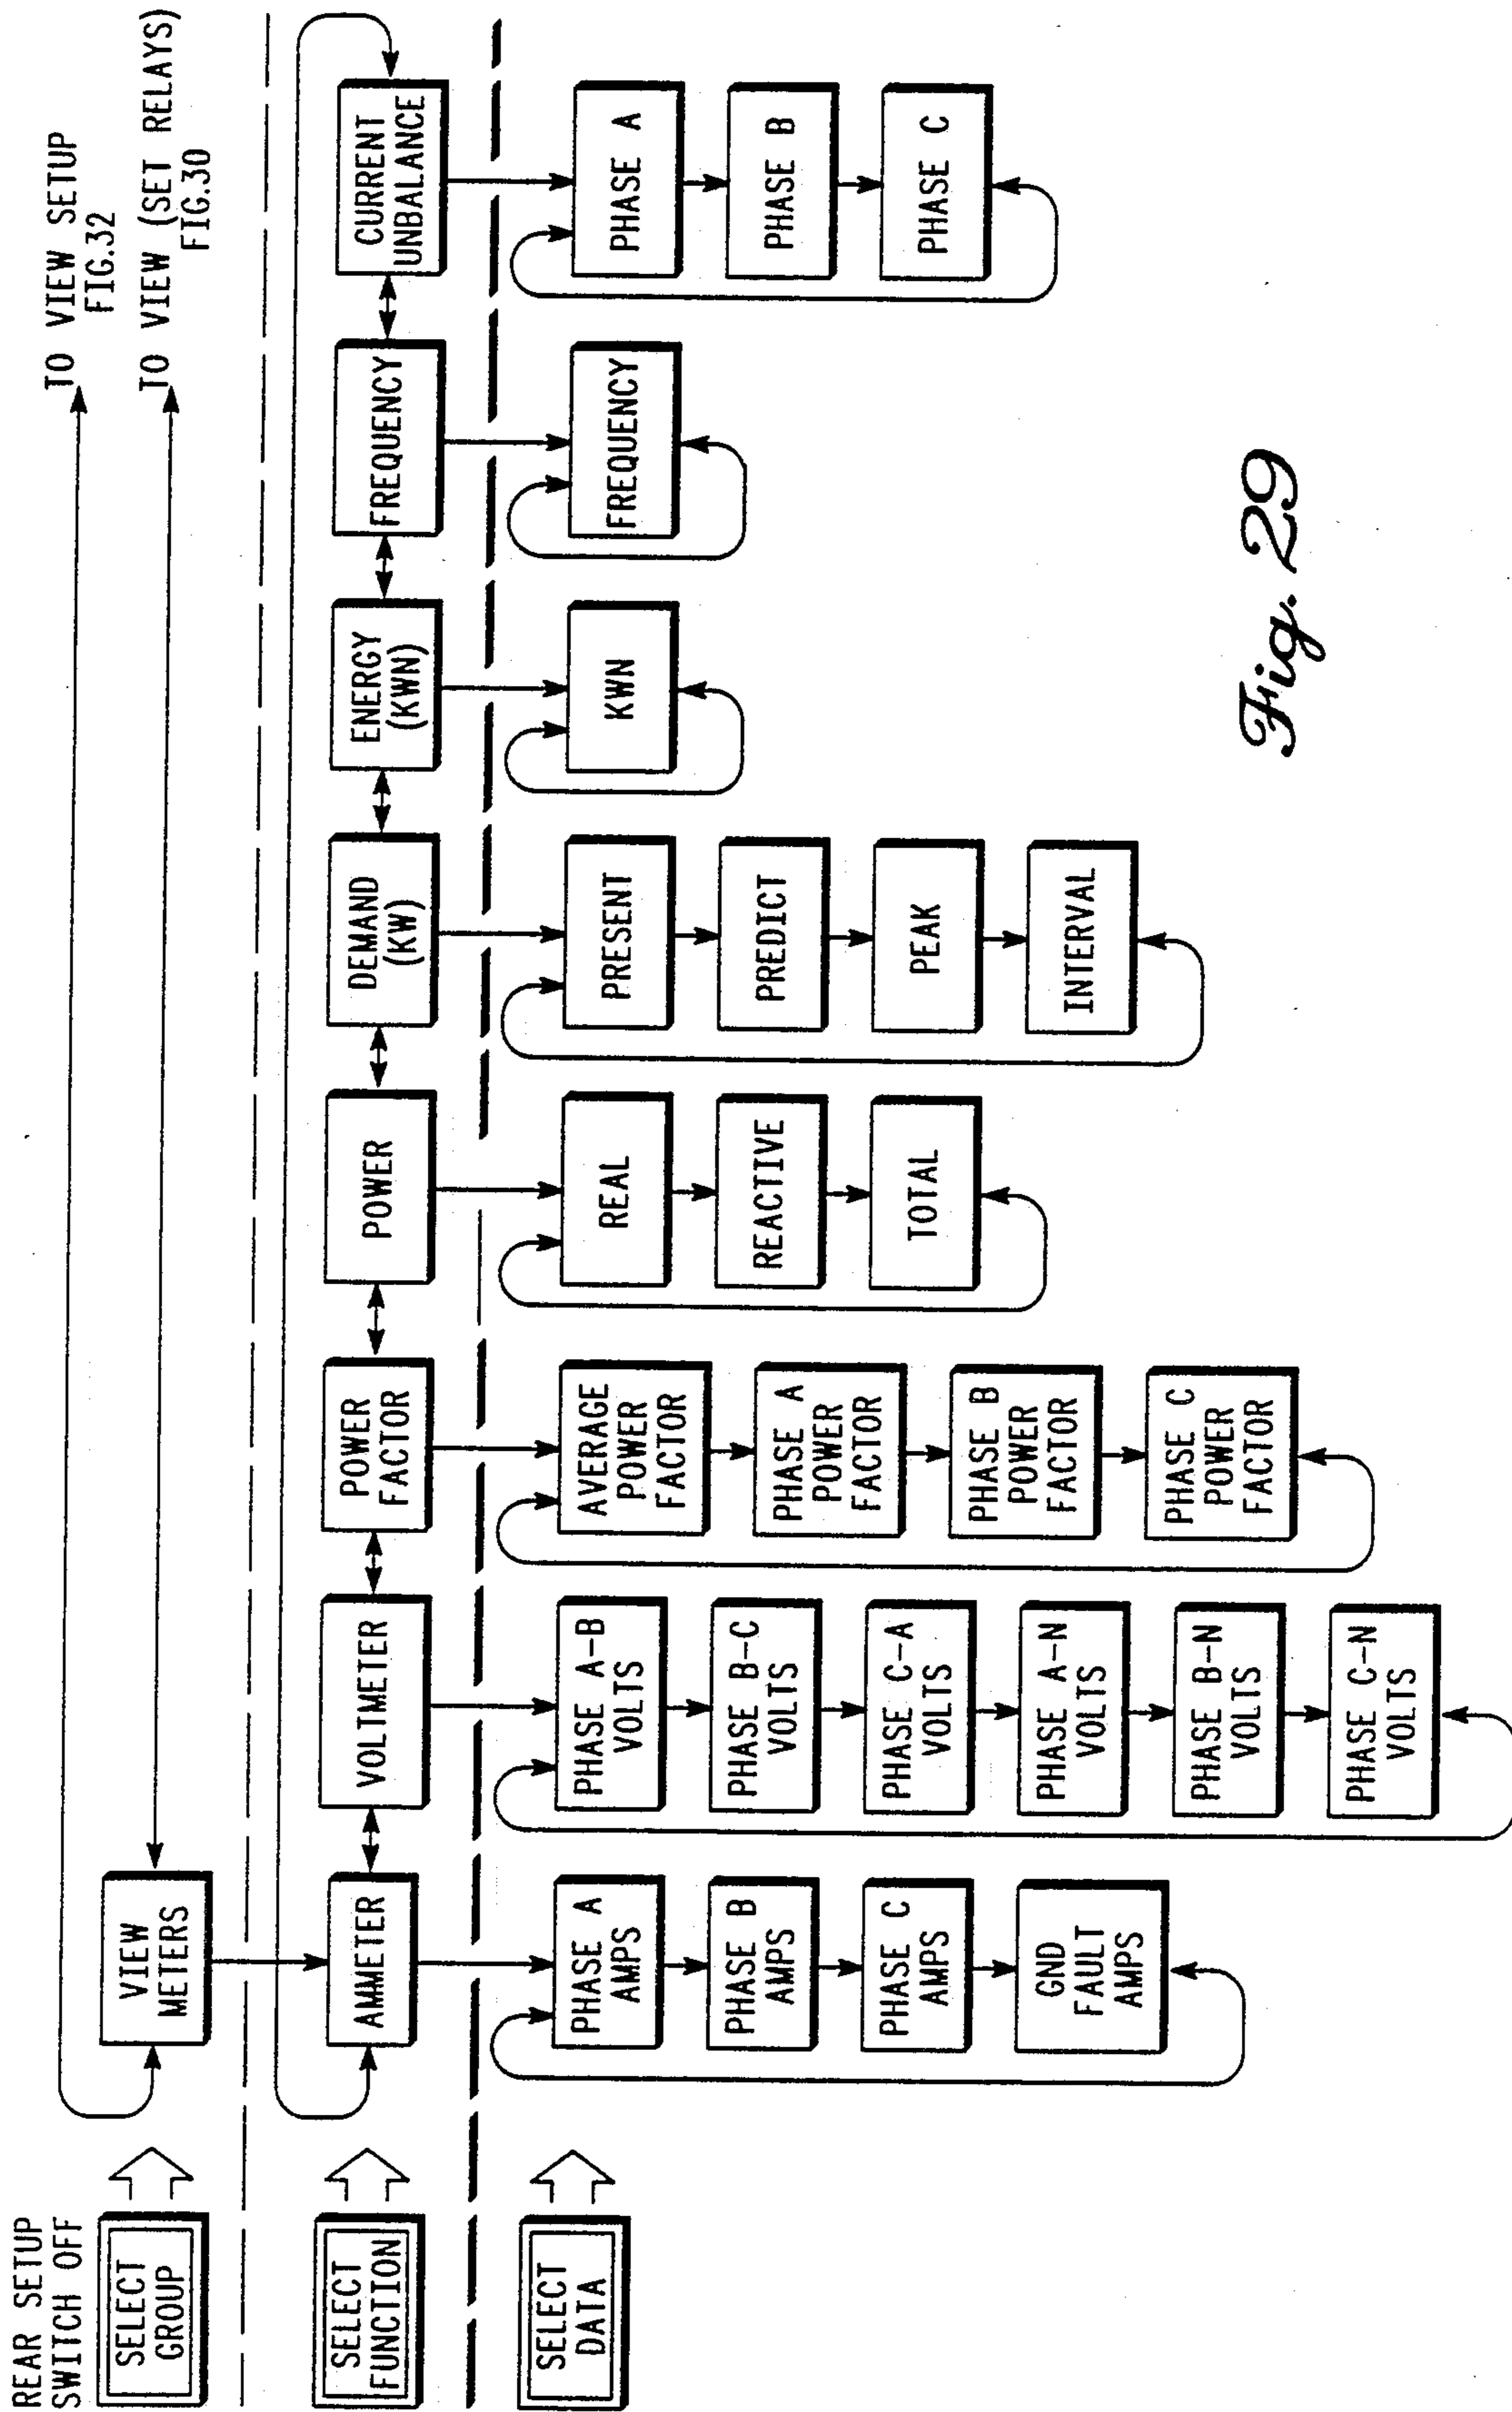 REAR SETUP
SWITCH OFF
SELECT
GROUP
VIEW
METERS
TO VIEW SETUP
FIG.32
TO VIEW (SET RELAYS)
FIG.30
SELECT
FUNCTION
AMMETER
VOLTMETER
POWER
FACTOR
POWER
DEMAND
(KW)
ENERGY
(KWN)
FREQUENCY
CURRENT
UNBALANCE
SELECT
DATA
PHASE A
AMPS
PHASE B
AMPS
PHASE C
AMPS
GND
FAULT
AMPS
PHASE A-B
VOLTS
PHASE B-C
VOLTS
PHASE C-A
VOLTS
PHASE A-N
VOLTS
PHASE B-N
VOLTS
PHASE C-N
VOLTS
AVERAGE
POWER
FACTOR
PHASE A
POWER
FACTOR
PHASE B
POWER
FACTOR
PHASE C
POWER
FACTOR
REAL
REACTIVE
TOTAL
PRESENT
PREDICT
PEAK
INTERVAL
KWN
FREQUENCY
PHASE A
PHASE B
PHASE C
Fig. 29